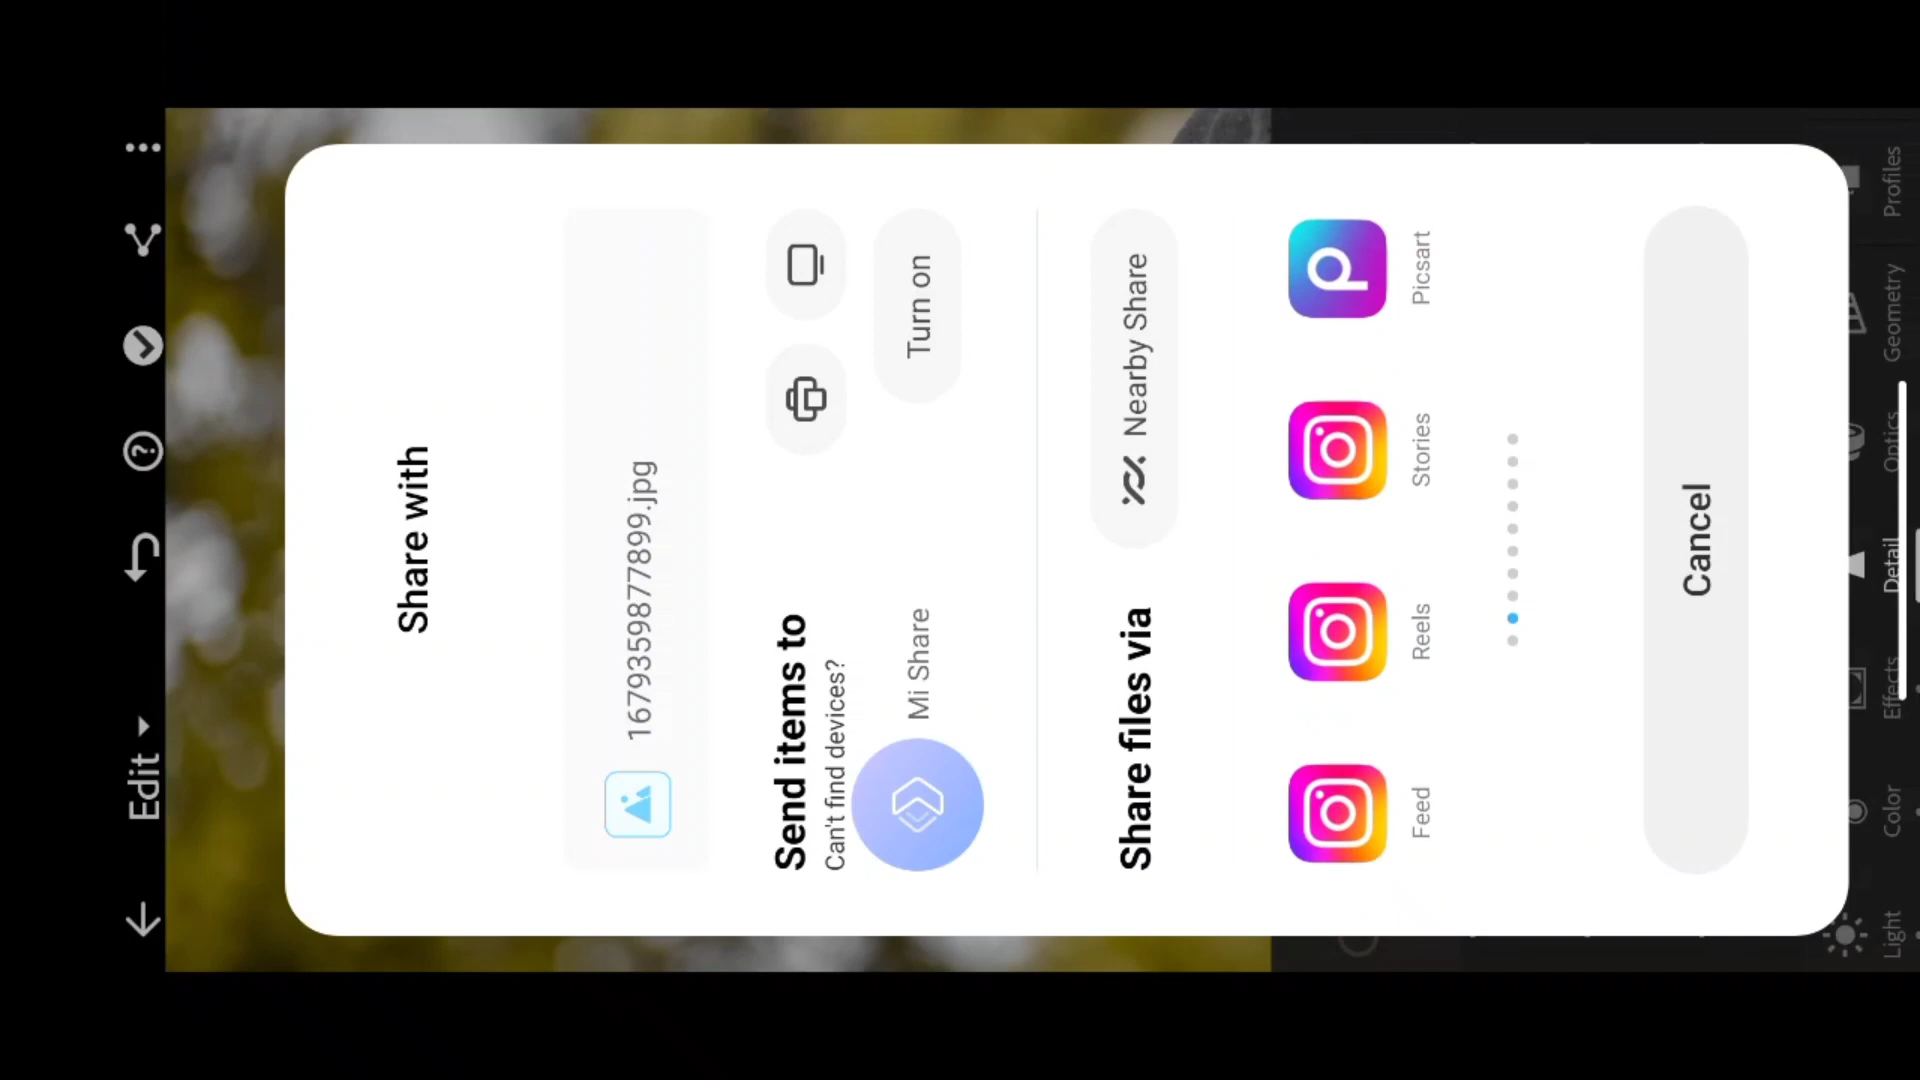 Edit
Share with
1679359877899.jpg
Send items to
Can't find devices?
Mi Share
Turn on
Share files via
Nearby Share
Feed
Reels
Stories
Picsart
Cancel
Light
Color
Effects
Detail
Optics
Geometry
Profiles